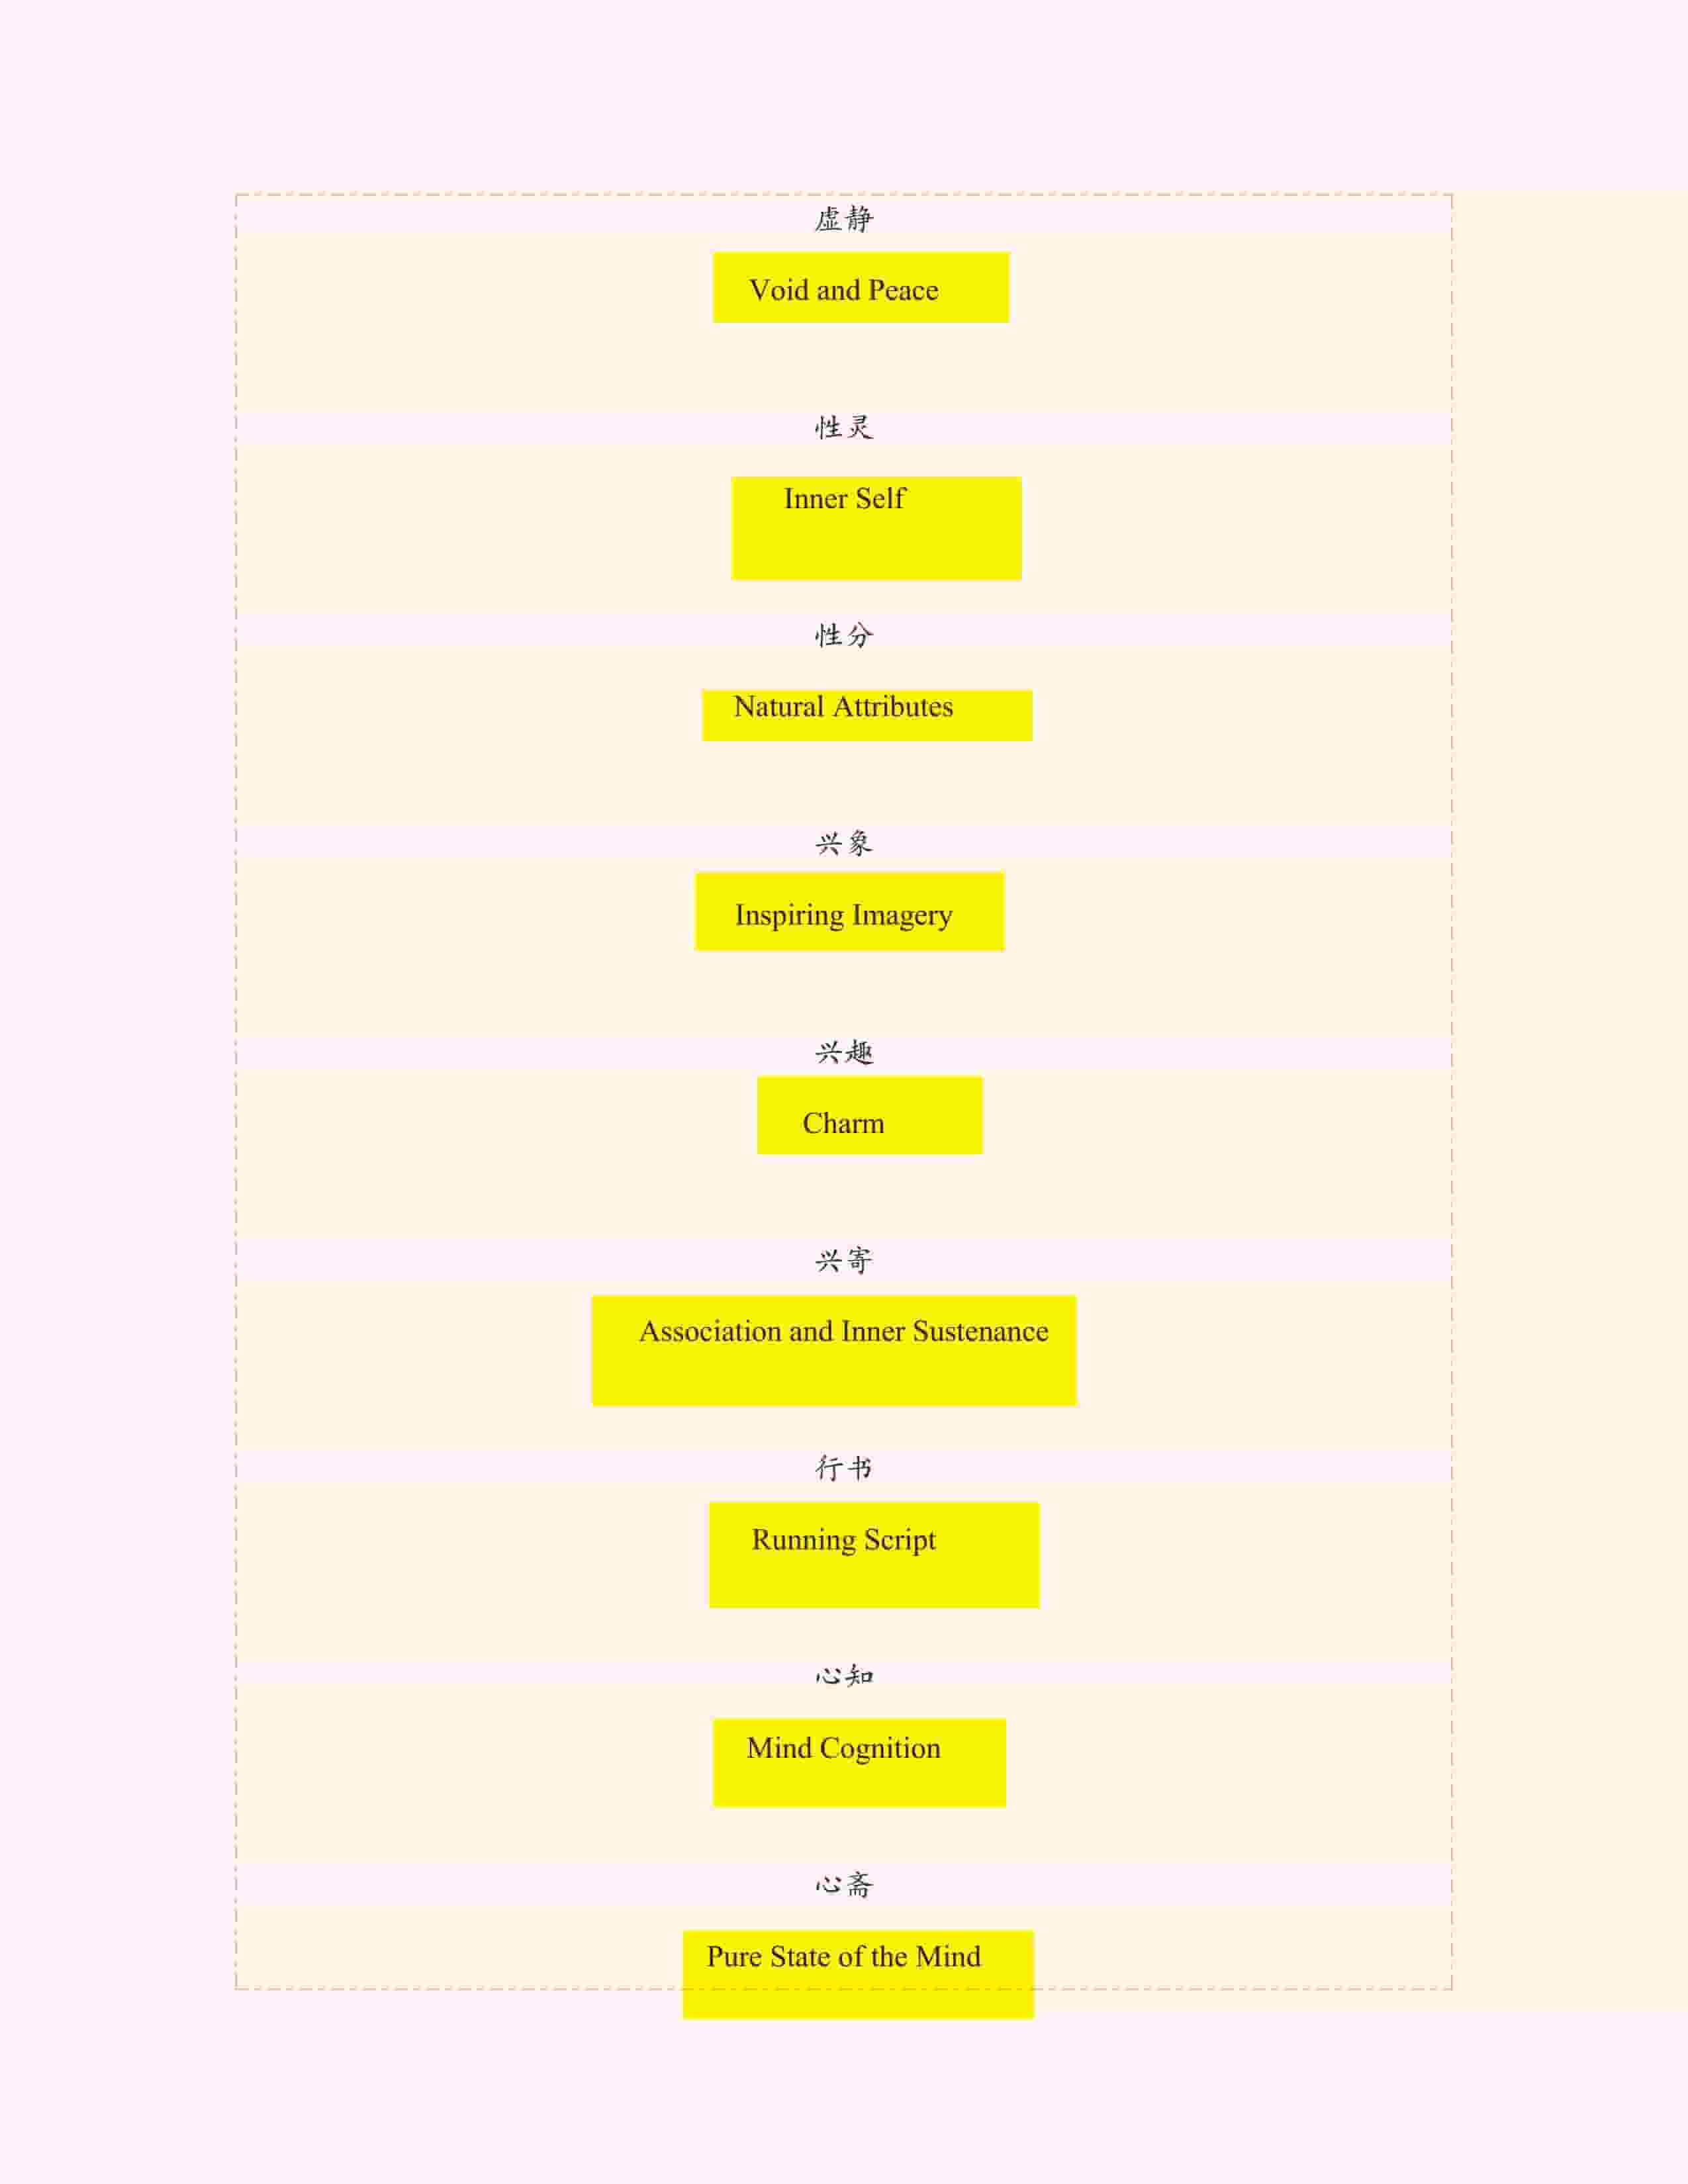 虚静
Void and Peace
性灵
Inner Self
性分
Natural Attributes
兴象
Inspiring Imagery
兴趣
Charm
兴寄
Association and Inner Sustenance
行书
Running Script
心知
Mind Cognition
心斋
Pure State of the Mind